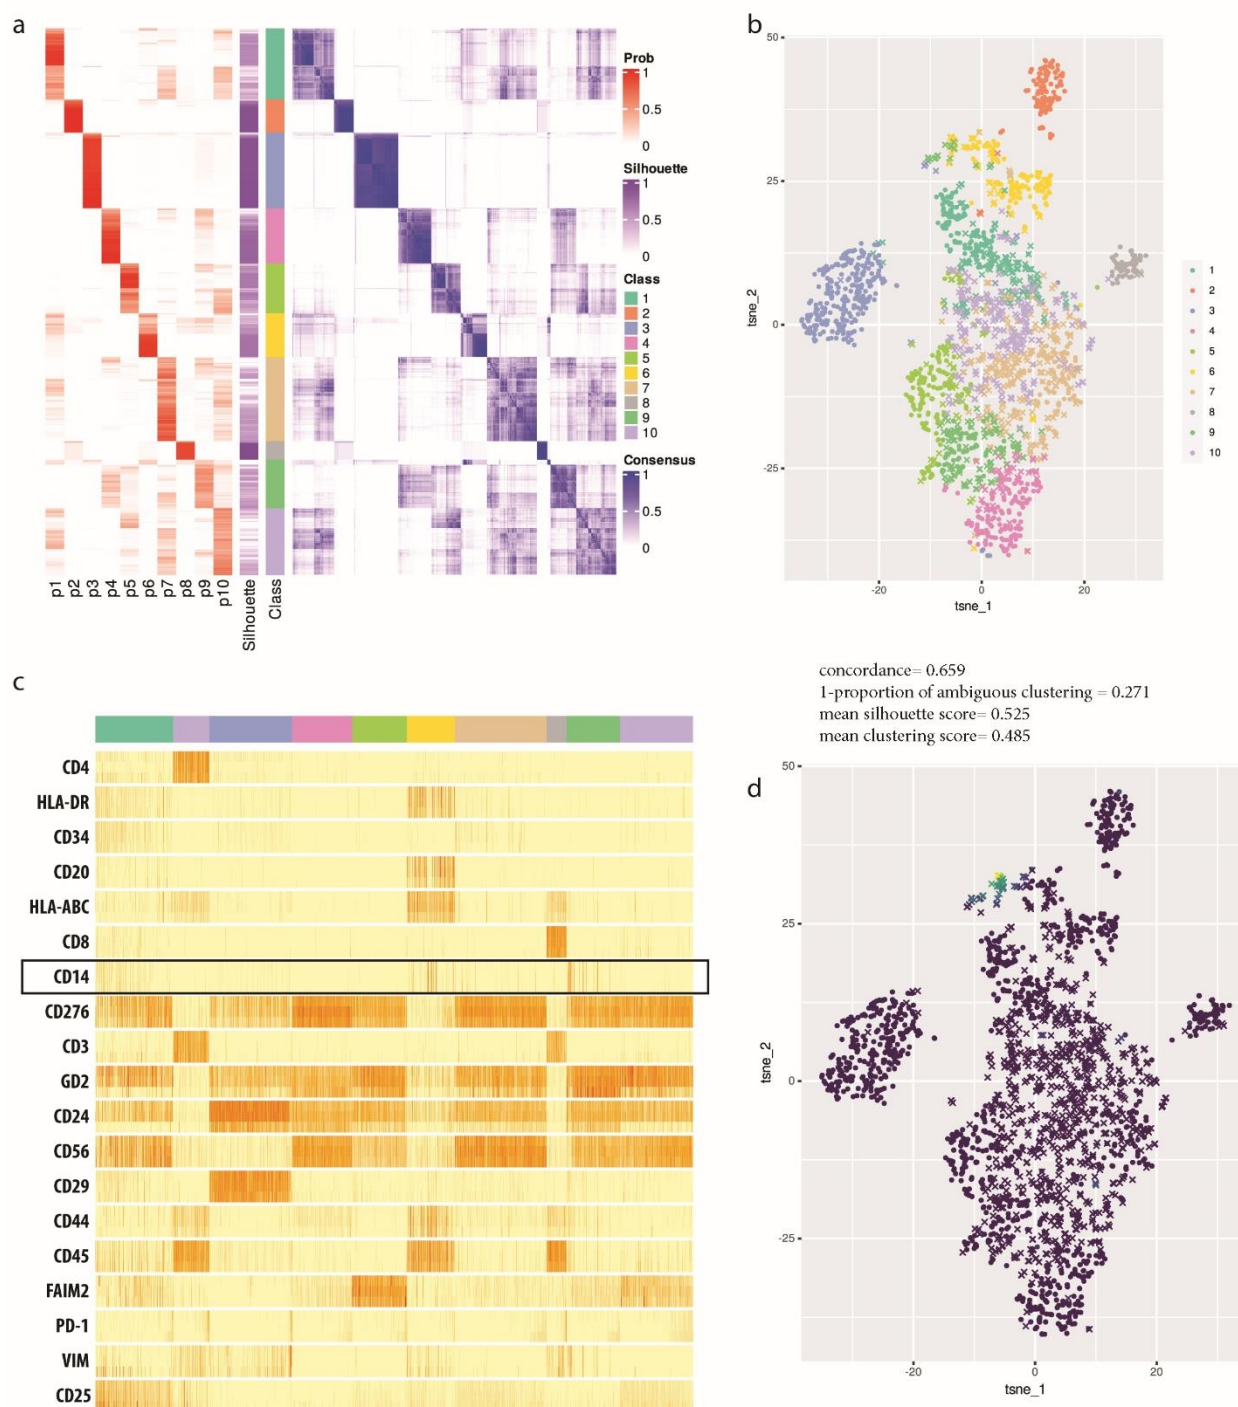 a
Prob
1
0.5
0
Silhouette
1
0.5
0
Class
1
2
3
4
5
6
7
8
9
10
Consensus
1
0.5
0
p1
p2
p3
p4
p5
p6
p7
p8
p9
p10
Silhouette
Class
b
50
25
0
-25
tsne_2
-20
0
20
tsne_1
1
2
3
4
5
6
7
8
9
10
concordance= 0.659
1-proportion of ambiguous clustering = 0.271
mean silhouette score= 0.525
mean clustering score= 0.485
c
CD4
HLA-DR
CD34
CD20
HLA-ABC
CD8
CD14
CD276
CD3
GD2
CD24
CD56
CD29
CD44
CD45
FAIM2
PD-1
VIM
CD25
d
50
25
0
-25
tsne_2
-20
0
20
tsne_1